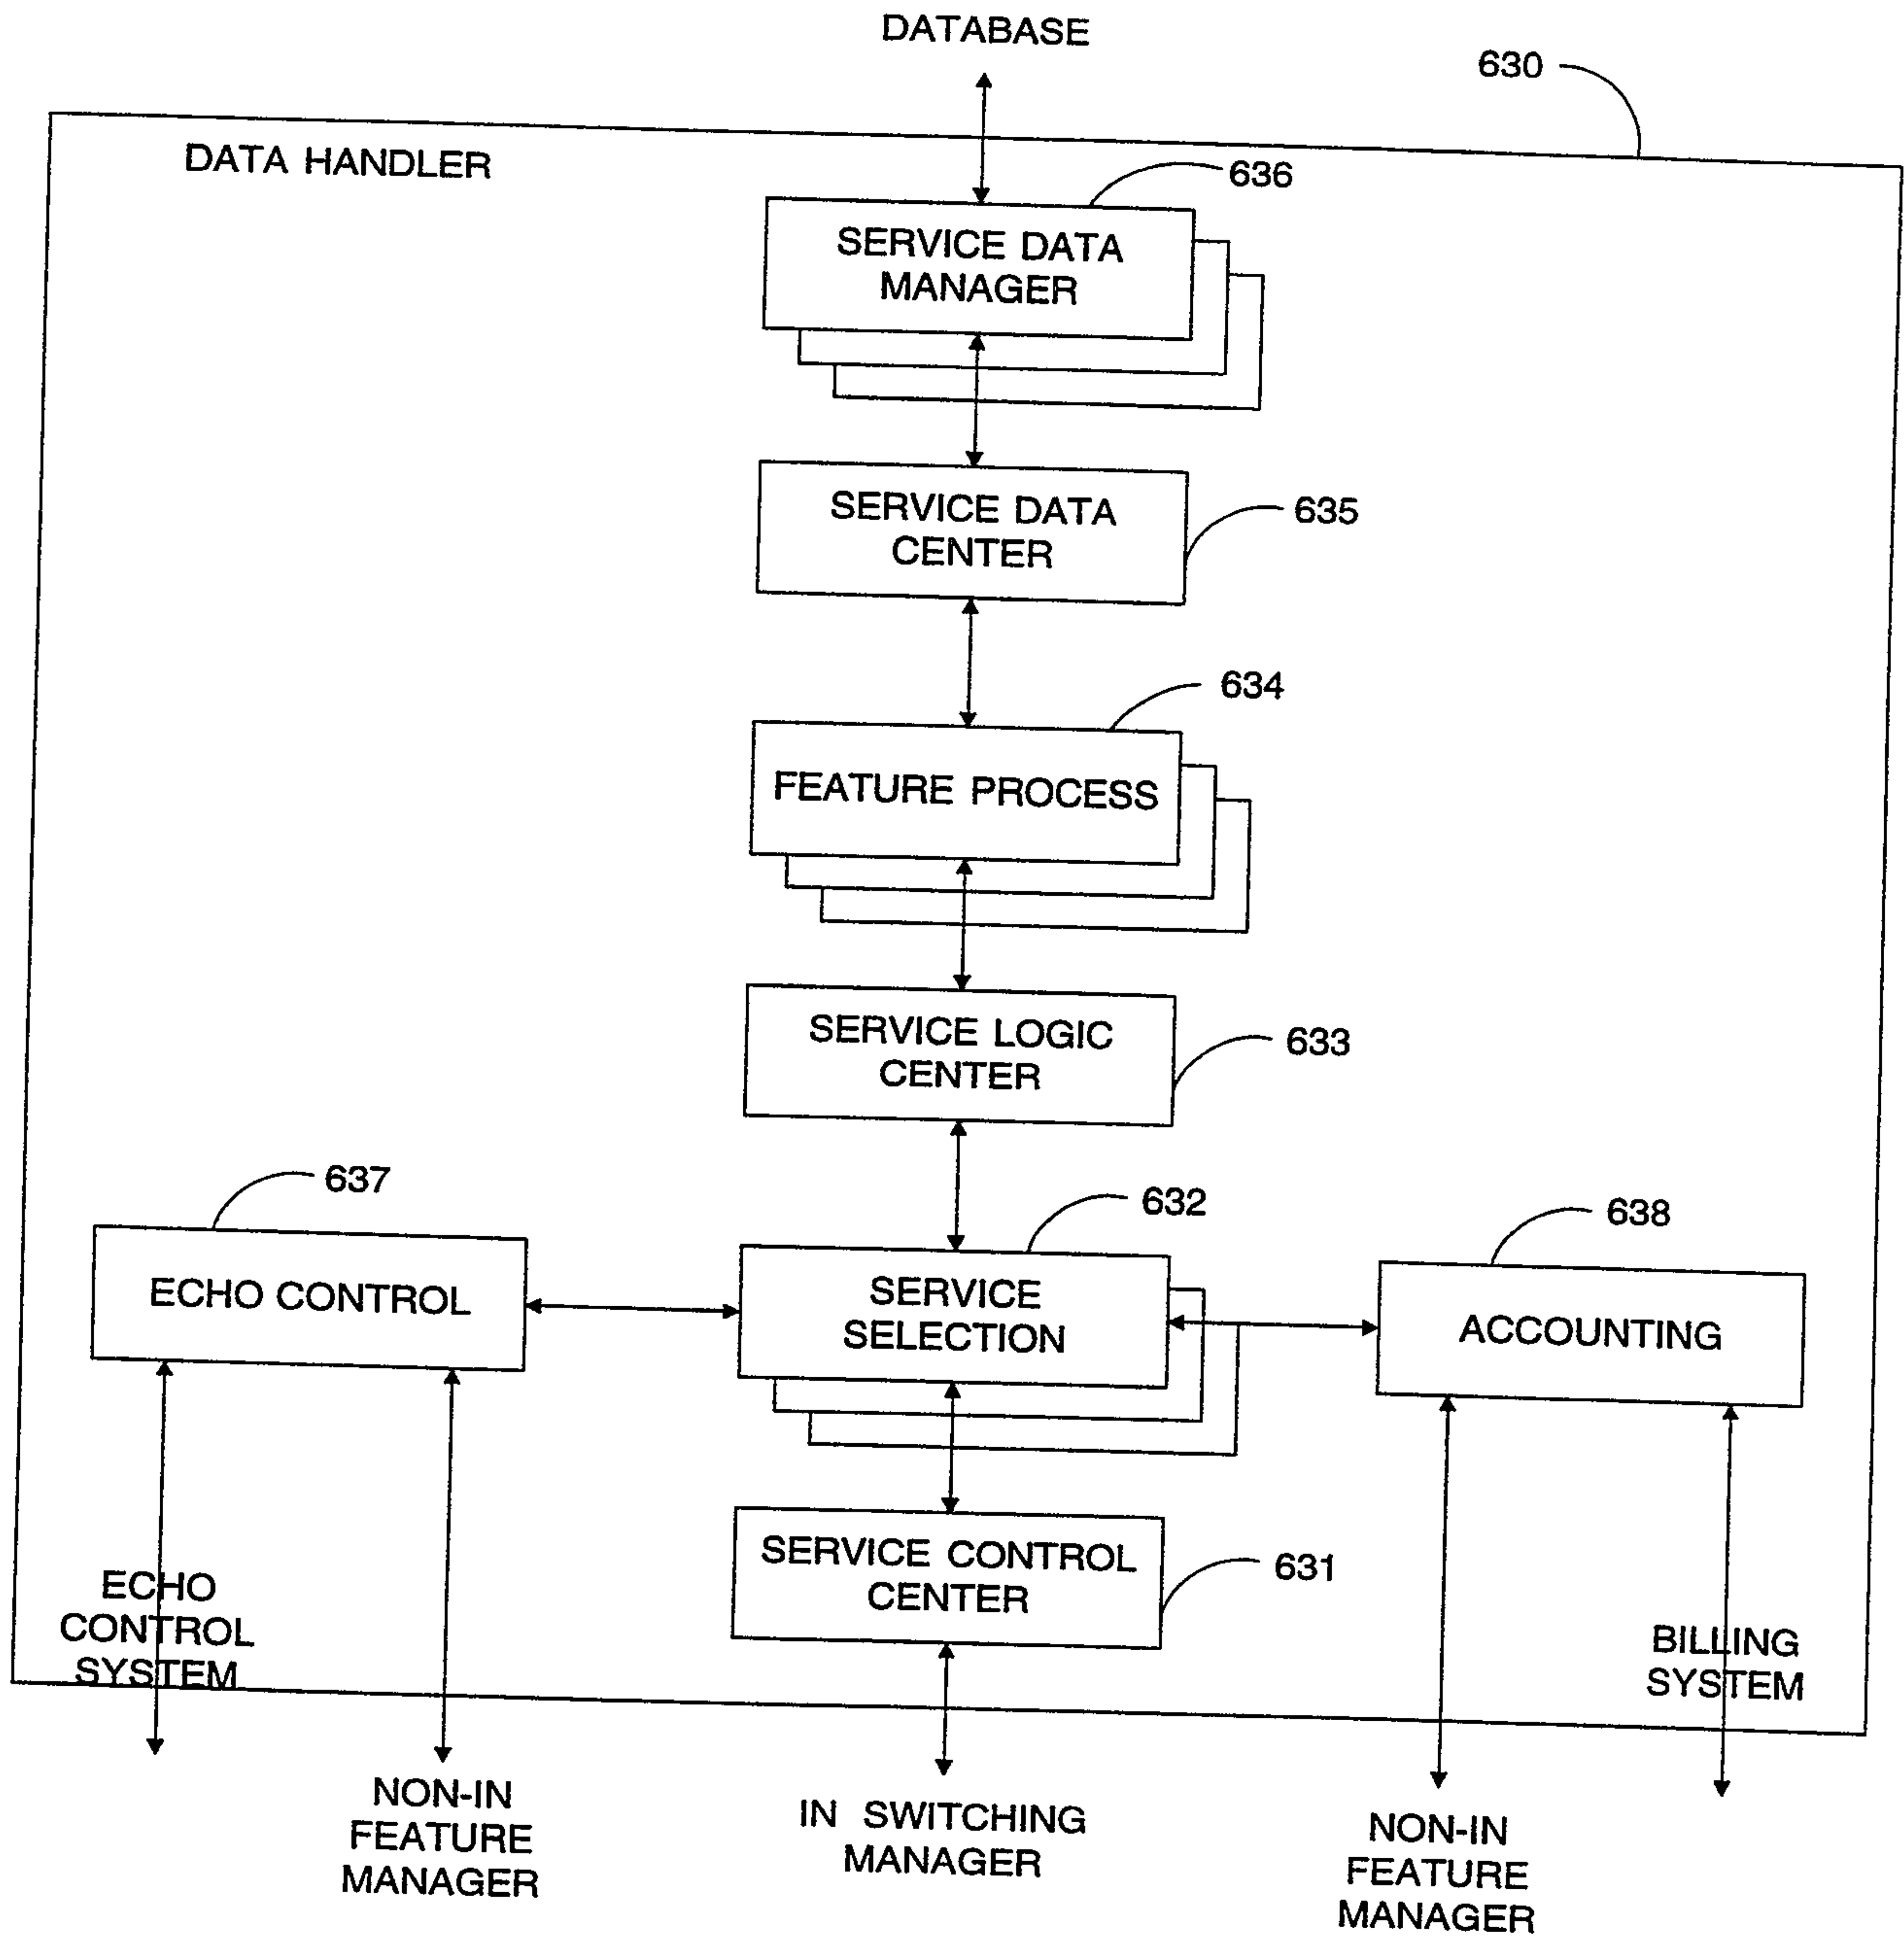 DATABASE
630
DATA HANDLER
636
SERVICE DATA
MANAGER
SERVICE DATA
CENTER
635
634
FEATURE PROCESS
SERVICE LOGIC
CENTER
633
637
632
638
ECHO CONTROL
SERVICE
SELECTION
ACCOUNTING
SERVICE CONTROL
CENTER
631
ECHO
CONTROL
SYSTEM
BILLING
SYSTEM
NON-IN
FEATURE
MANAGER
IN SWITCHING
MANAGER
NON-IN
FEATURE
MANAGER